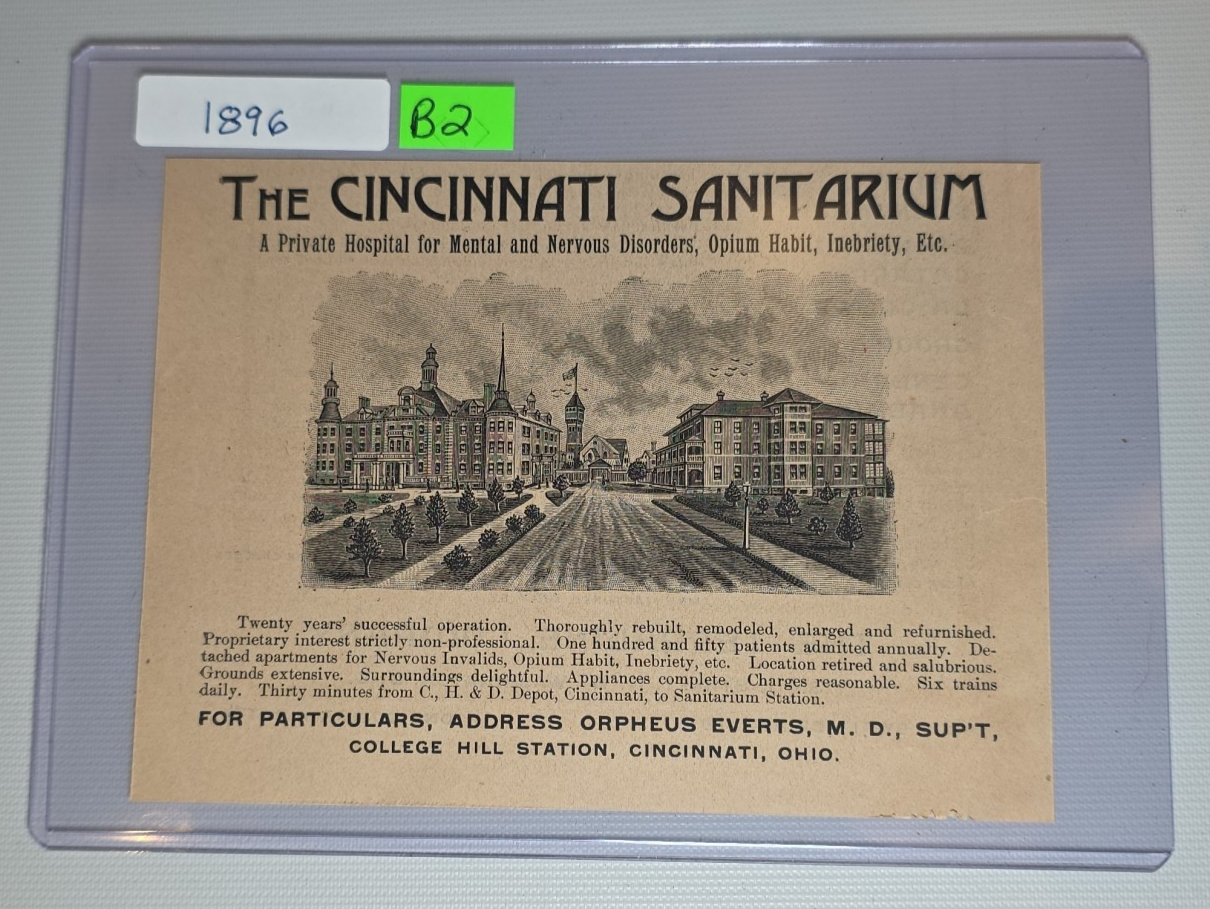 1896
B2
THE CINCINNATI SANITARIUM
A Private Hospital for Mental and Nervous Disorders, Opium Habit, Inebriety, Etc.
Twenty years' successful operation. Thoroughly rebuilt, remodeled, enlarged and refurnished.
Proprietary interest strictly non-professional. One hundred and fifty patients admitted annually. De-
tached apartments for Nervous Invalids, Opium Habit, Inebriety, etc. Location retired and salubrious.
Grounds extensive. Surroundings delightful. Appliances complete. Charges reasonable. Six trains
daily. Thirty minutes from C., H. & D. Depot, Cincinnati, to Sanitarium Station.
FOR PARTICULARS, ADDRESS ORPHEUS EVERTS, M. D., SUP'T,
COLLEGE HILL STATION, CINCINNATI, OHIO.